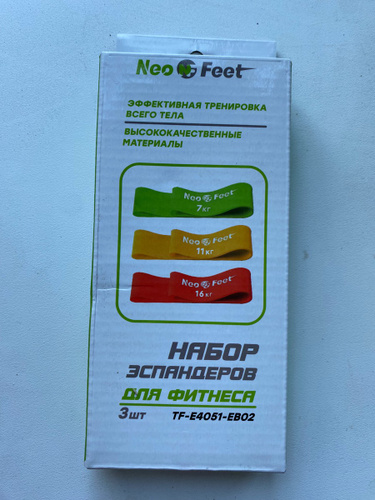 Neo Feet
ЭФФЕКТИВНАЯ ТРЕНИРОВКА
ВСЕГО ТЕЛА
ВЫСОКОКАЧЕСТВЕННЫЕ
МАТЕРИАЛЫ
Neo Feet
7кг
Neo Feet
11кг
Neo Feet
16кг
НАБОР
ЭСПАНДЕРОВ
ДЛЯ ФИТНЕСА
3шт TF-E4051-EB02